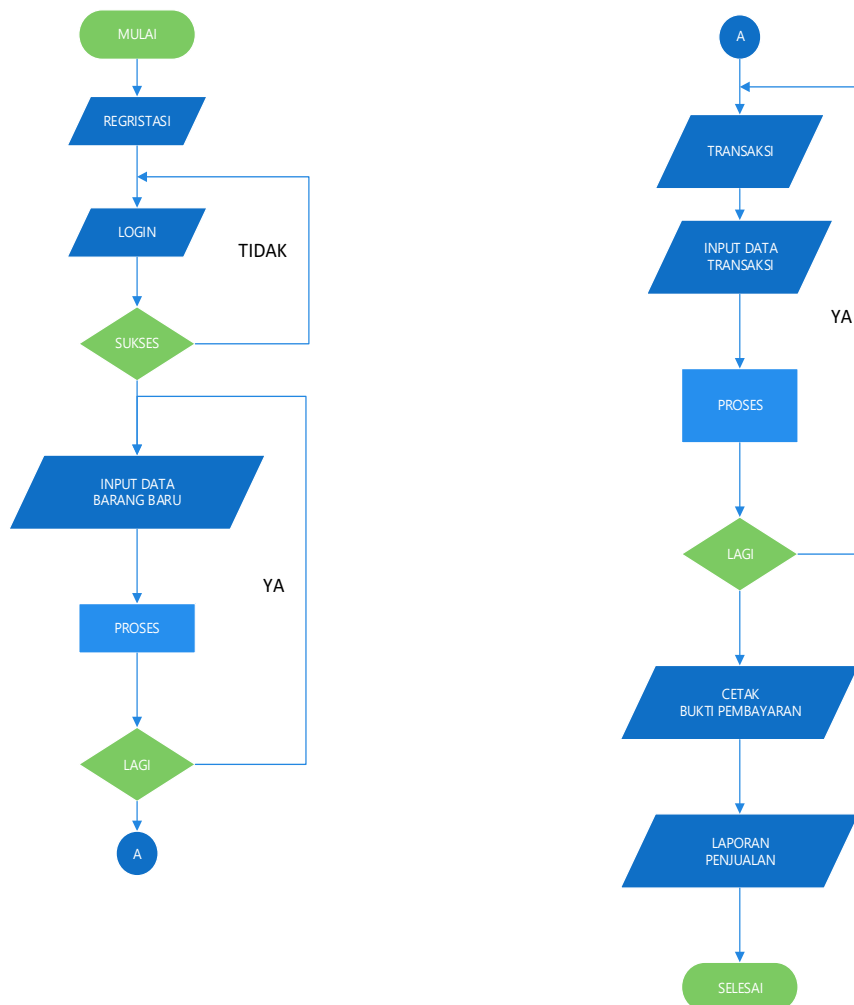 MULAI
REGRISTASI
LOGIN
TIDAK
SUKSES
INPUT DATA
BARANG BARU
YA
PROSES
LAGI
A
A
TRANSAKSI
INPUT DATA
TRANSAKSI
YA
PROSES
LAGI
CETAK
BUKTI PEMBAYARAN
LAPORAN
PENJUALAN
SELESAI